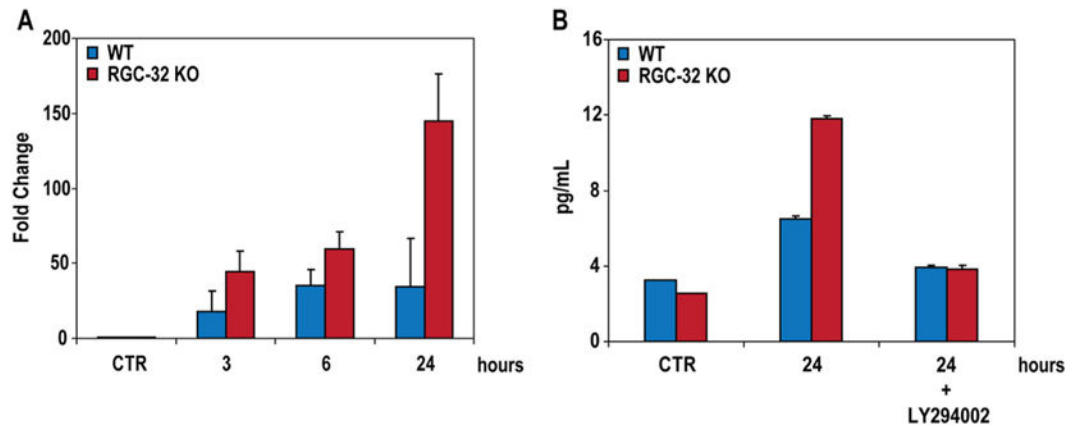 A
200
WT
RGC-32 KO
150
100
50
0
Fold Change
CTR 3 6 24 hours
B
16
WT
RGC-32 KO
12
8
4
0
pg/mL
CTR 24 24 hours
+
LY294002